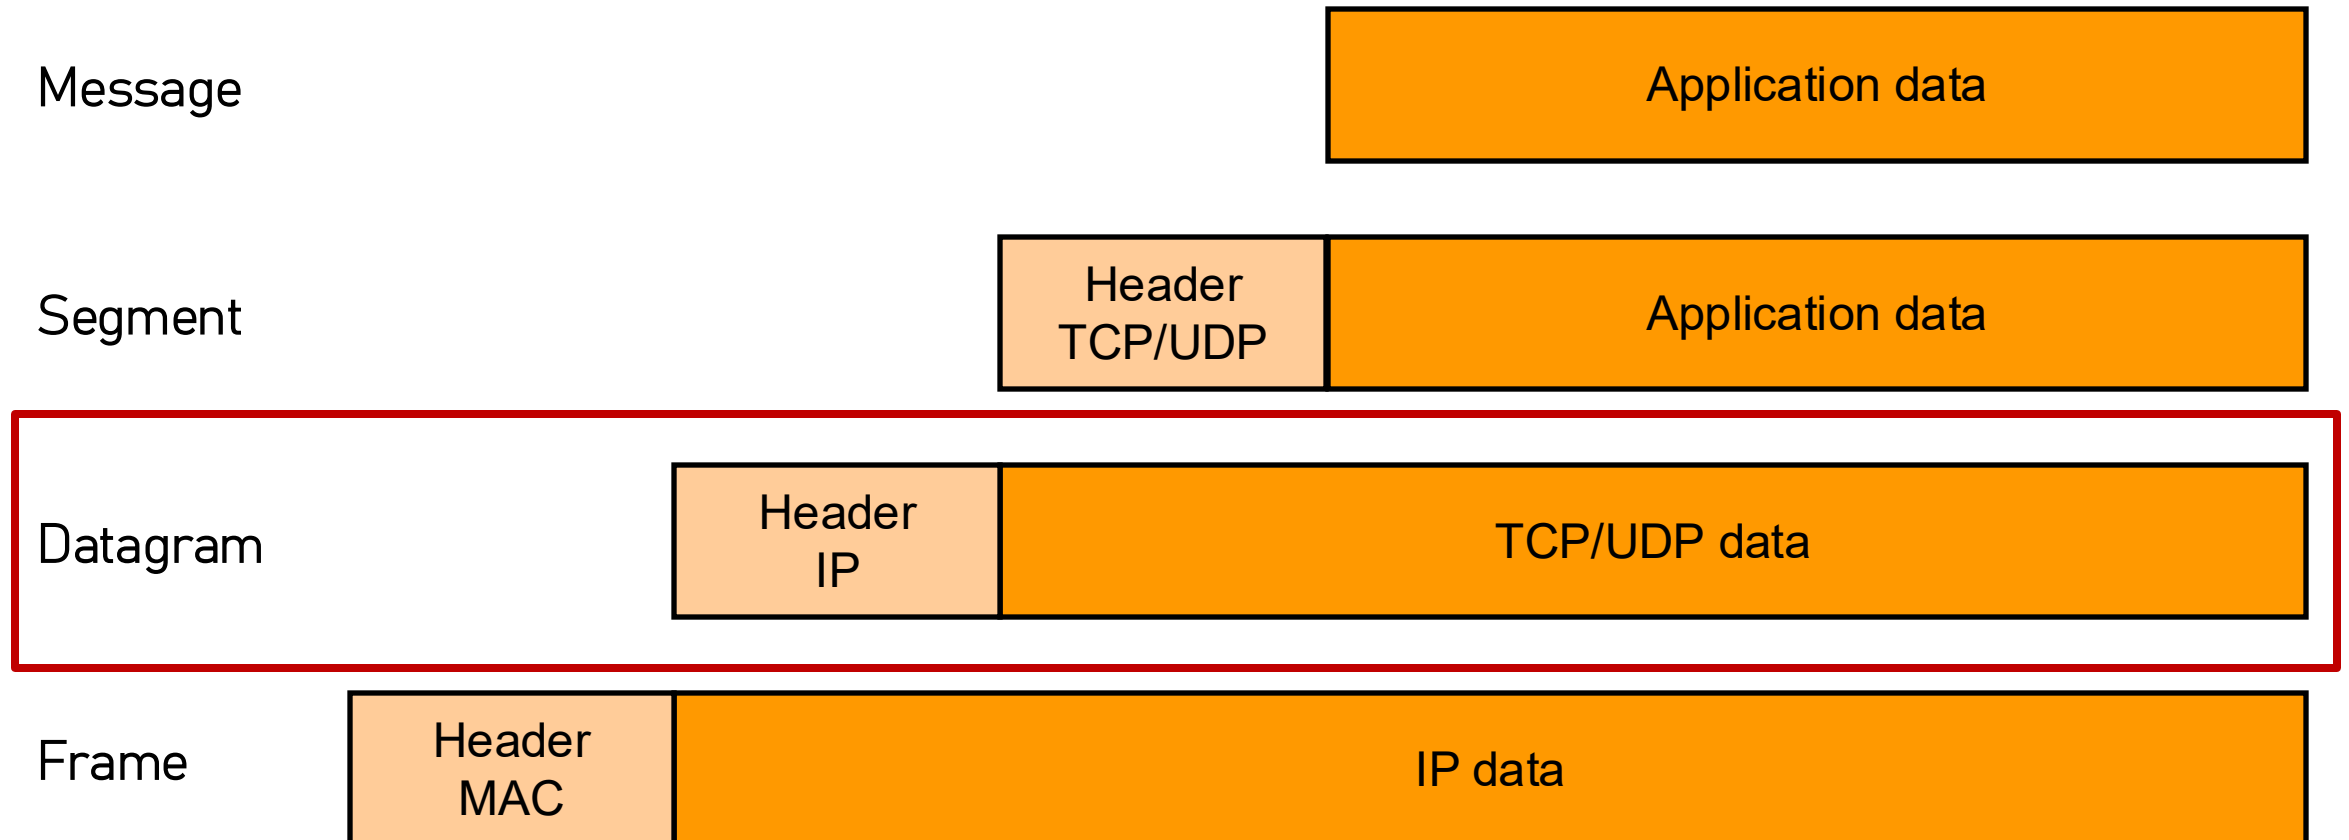 Message
Application data
Segment
Header
TCP/UDP
Application data
Datagram
Header
IP
TCP/UDP data
Frame
Header
MAC
IP data